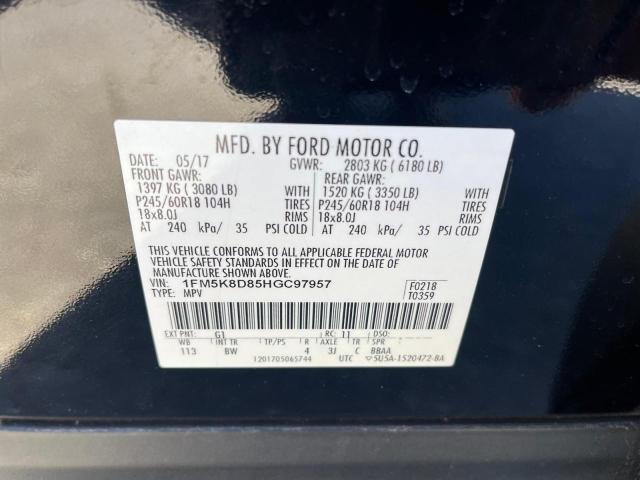 MFD. BY FORD MOTOR CO.
DATE: 05/17 GVWR: 2803 KG ( 6180 LB)
FRONT GAWR: REAR GAWR:
1397 KG ( 3080 LB) WITH 1520 KG ( 3350 LB) WITH
P245/60R18 104H TIRES P245/60R18 104H TIRES
18x8.0J RIMS 18x8.0J RIMS
AT 240 kPa/ 35 PSI COLD AT 240 kPa/ 35 PSI COLD
THIS VEHICLE CONFORMS TO ALL APPLICABLE FEDERAL MOTOR
VEHICLE SAFETY STANDARDS IN EFFECT ON THE DATE OF
MANUFACTURE SHOWN ABOVE.
VIN: 1FM5K8D85HGC97957 F0218
TYPE: MPV T0359
EXT PNT: G1 RC: 11 DSO:
WB INT TR TP/PS R AXLE TR SPR
113 BW 4 3J C BBAA
1201705065744 UTC 5U5A-1520472-BA